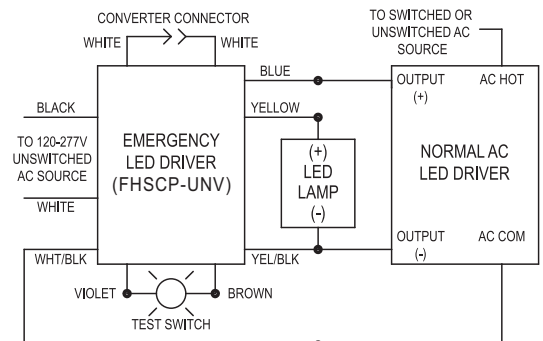 CONVERTER CONNECTOR
WHITE
WHITE
TO SWITCHED OR
UNSWITCHED AC
SOURCE
BLUE
OUTPUT
(+)
AC HOT
BLACK
YELLOW
TO 120-277V
UNSWITCHED
AC SOURCE
EMERGENCY
LED DRIVER
(FHSCP-UNV)
(+)
LED
LAMP
(-)
NORMAL AC
LED DRIVER
WHITE
OUTPUT
(-)
AC COM
WHT/BLK
YEL/BLK
VIOLET
BROWN
TEST SWITCH